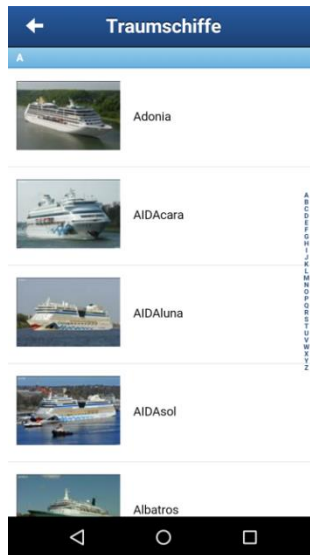 Traumschiffe
A
Adonia
AIDAcara
AIDAluna
AIDAsol
Albatros
A
B
C
D
E
F
G
H
I
J
K
L
M
N
O
P
Q
R
S
T
U
V
W
X
Y
Z